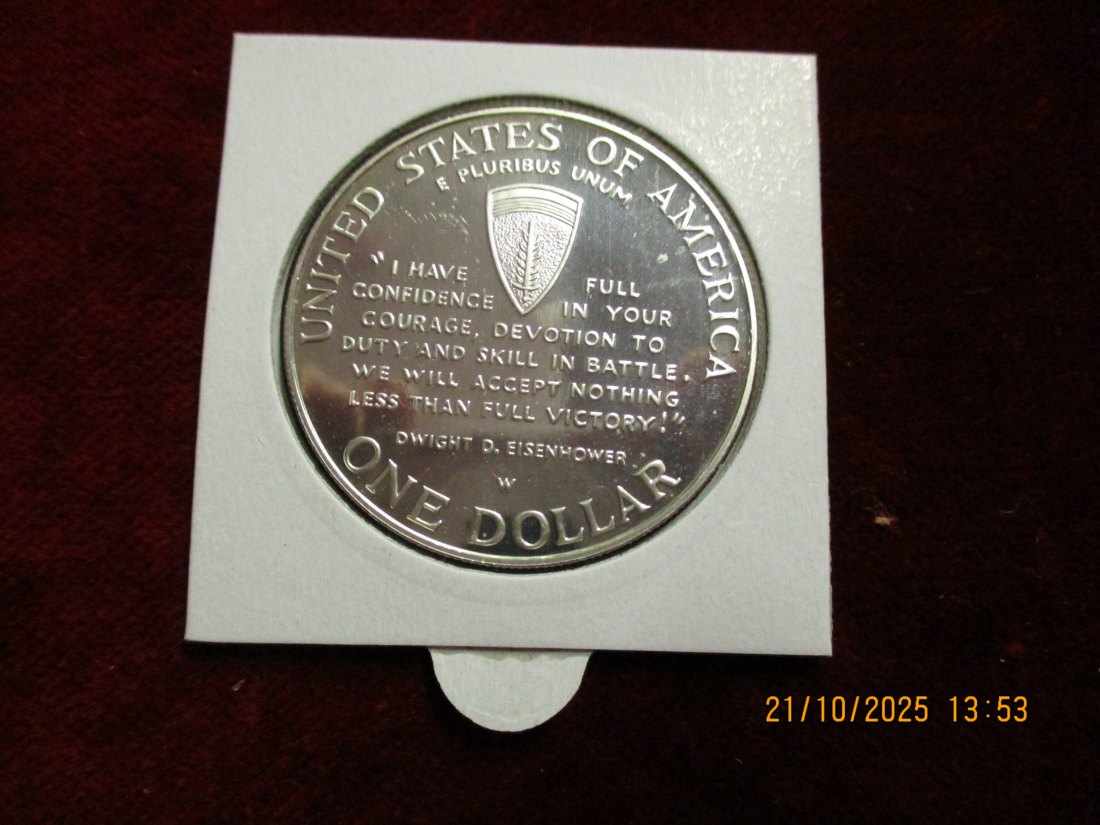 UNITED STATES OF AMERICA
E PLURIBUS UNUM
"I HAVE FULL
CONFIDENCE IN YOUR
COURAGE, DEVOTION TO
DUTY AND SKILL IN BATTLE.
WE WILL ACCEPT NOTHING
LESS THAN FULL VICTORY!"
DWIGHT D. EISENHOWER
W
ONE DOLLAR
21/10/2025 13:53